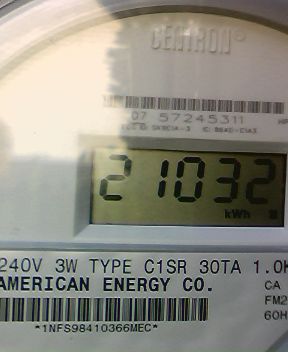 CENTRON®
07 57245311
21032
kWh
240V 3W TYPE C1SR 30TA 1.0K
AMERICAN ENERGY CO. CA
FM2
60H
*1NFS98410366MEC*